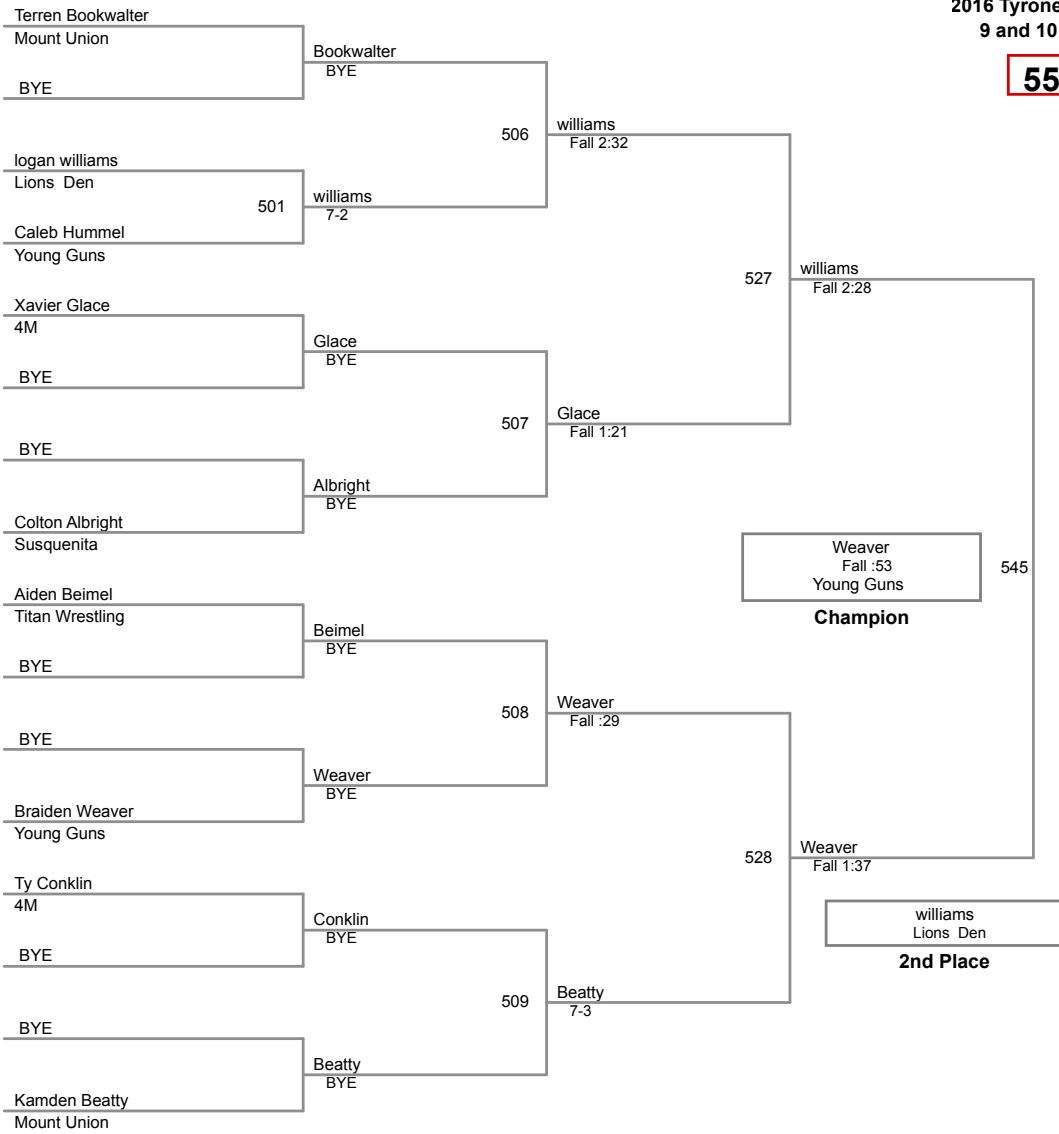 2016 Tyrone
9 and 10
55
Terren Bookwalter
Mount Union
BYE
logan williams
Lions Den
Caleb Hummel
Young Guns
Xavier Glace
4M
BYE
BYE
Colton Albright
Susquenita
Aiden Beimel
Titan Wrestling
BYE
BYE
Braiden Weaver
Young Guns
Ty Conklin
4M
BYE
BYE
Kamden Beatty
Mount Union
Bookwalter
BYE
501
williams
7-2
Glace
BYE
Albright
BYE
Beimel
BYE
Weaver
BYE
Conklin
BYE
Beatty
BYE
506
williams
Fall 2:32
507
Glace
Fall 1:21
508
Weaver
Fall :29
509
Beatty
7-3
527
williams
Fall 2:28
528
Weaver
Fall 1:37
545
Weaver
Fall :53
Young Guns
Champion
williams
Lions Den
2nd Place